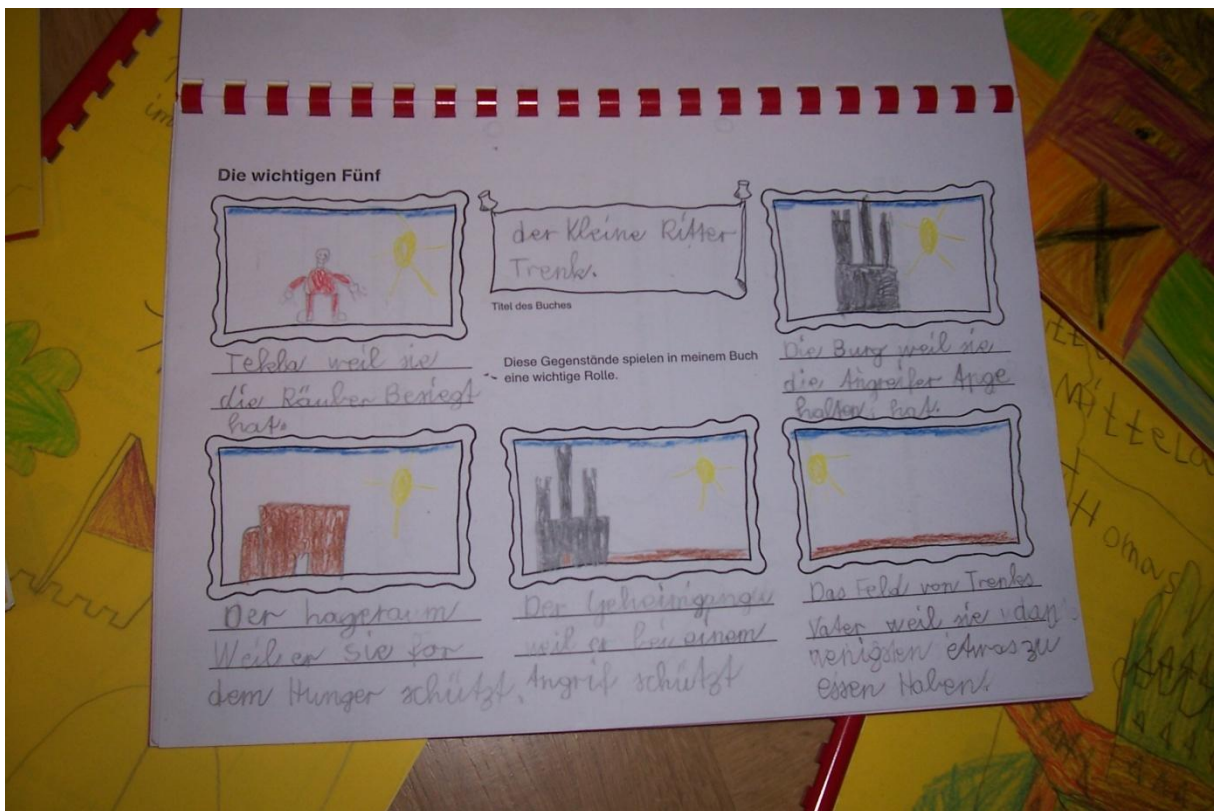 Die wichtigen Fünf
der Kleine Ritter
Trenk.
Titel des Buches
Diese Gegenstände spielen in meinem Buch
eine wichtige Rolle.
Tekla weil sie
die Räuber Besiegt
hat.
Die Burg weil sie
die Angreifer Ange
halten hat.
Der
Weil er sie for
dem Hunger schützt.
Der
weil er bei einem
Angrif schützt
Das Feld von Trenks
Vater weil sie dan
wenigsten etwas zu
essen Haben.
Mittela
Homas